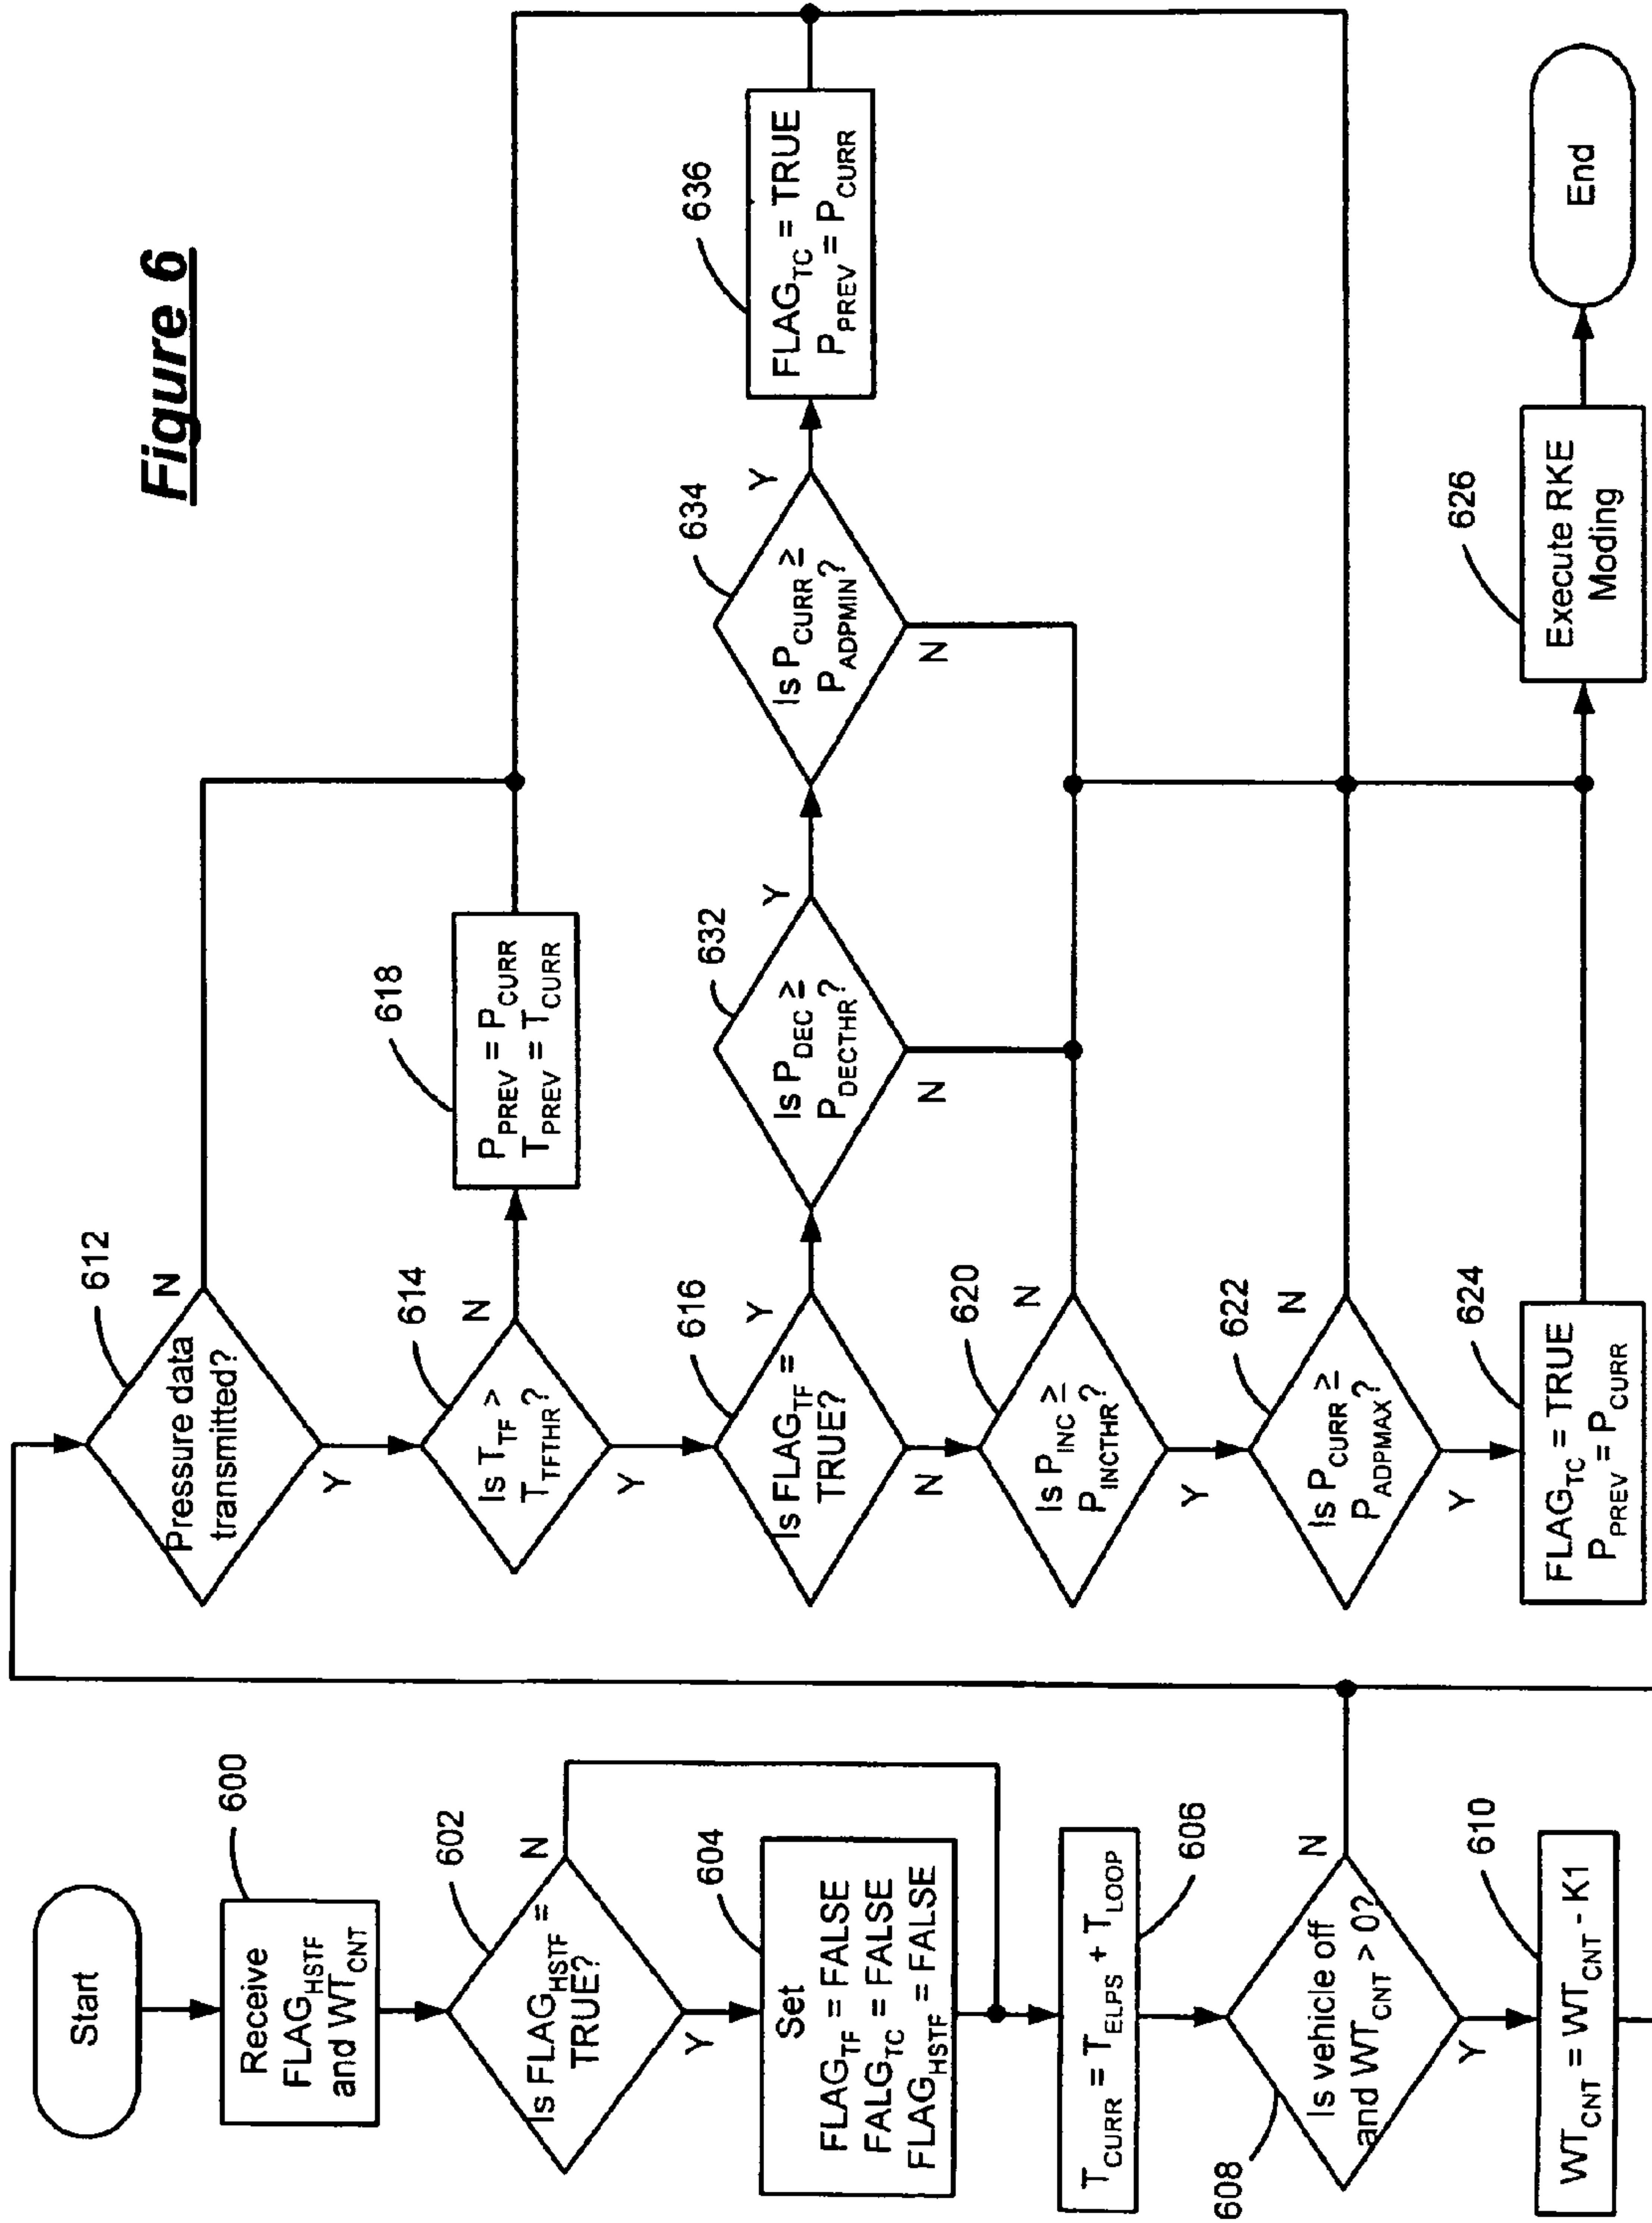 Figure 6
Start
600
Receive
FLAG_HSTF
and WT_CNT
602
Is FLAG_HSTF =
TRUE?
N
Y
604
Set
FLAG_TF = FALSE
FALG_TC = FALSE
FLAG_HSTF = FALSE
606
T_CURR = T_ELPS + T_LOOP
608
Is vehicle off
and WT_CNT > 0?
N
Y
610
WT_CNT = WT_CNT - K1
612
Pressure data
transmitted?
N
Y
614
Is T_TF >
T_TFTHR?
N
Y
618
P_PREV = P_CURR
T_PREV = T_CURR
616
Is FLAG_TF =
TRUE?
Y
N
632
Is P_DEC ≥
P_DECTHR?
Y
N
634
Is P_CURR ≥
P_ADPMIN?
Y
N
636
FLAG_TC = TRUE
P_PREV = P_CURR
620
Is P_INC ≥
P_INCTHR?
N
Y
622
Is P_CURR ≥
P_ADPMAX?
N
Y
624
FLAG_TC = TRUE
P_PREV = P_CURR
626
Execute RKE
Moding
End